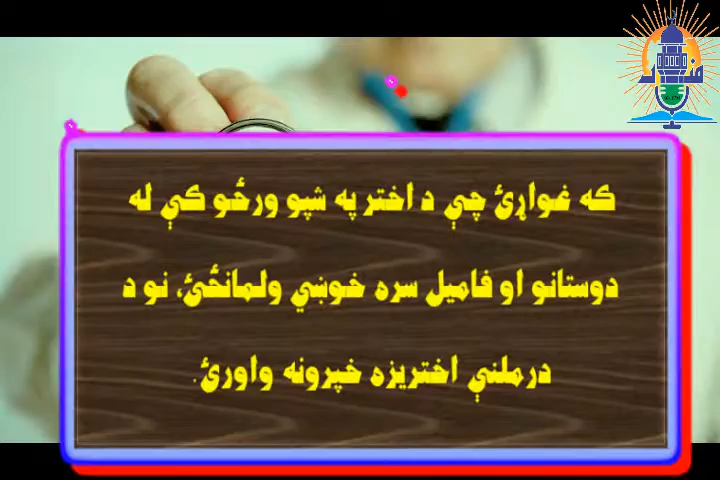 که غواړئ چې د اختر په شپو ورځو کې له
دوستانو او فامیل سره خوښي ولمانځئ، نو د
درملنې اختریزه خپرونه واورئ.